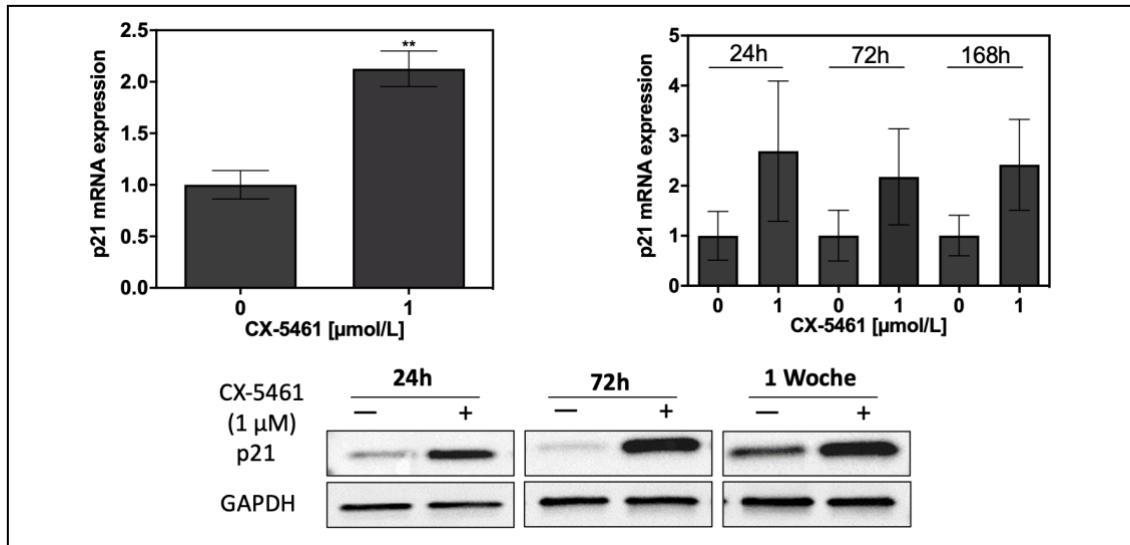 2.5
**
2.0
1.5
1.0
0.5
0.0
p21 mRNA expression
0 1
CX-5461 [µmol/L]
5
4
3
2
1
0
p21 mRNA expression
24h 72h 168h
0 1 0 1 0 1
CX-5461 [µmol/L]
24h 72h 1 Woche
CX-5461
(1 µM)
— + — + — +
p21
GAPDH